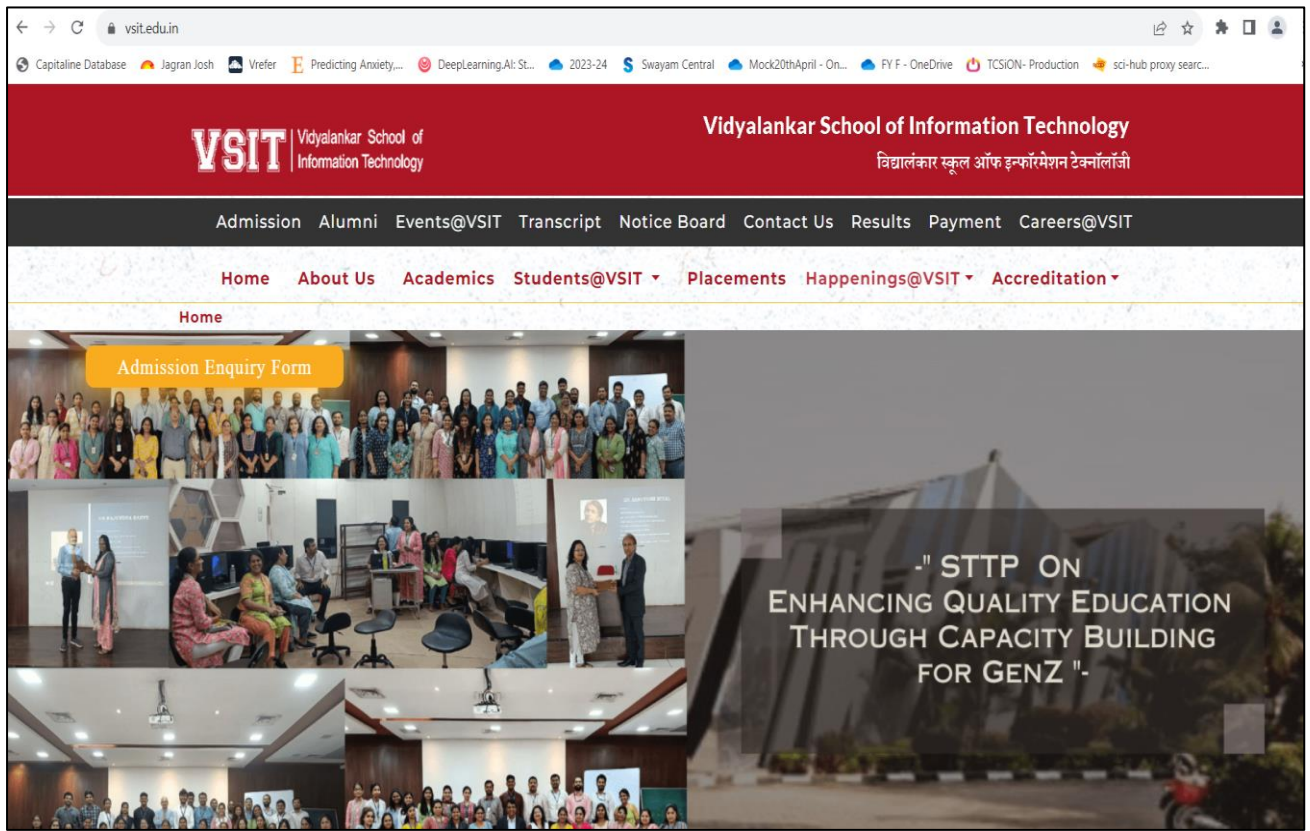 vsit.edu.in
Capitaline Database Jagran Josh Vrefer Predicting Anxiety,... DeepLearning.AI: St... 2023-24 Swayam Central Mock20thApril - On... FY F - OneDrive TCSiON- Production sci-hub proxy searc...
VSIT Vidyalankar School of
Information Technology
Vidyalankar School of Information Technology
विद्यालंकार स्कूल ऑफ इन्फॉरमेशन टेक्नॉलॉजी
Admission Alumni Events@VSIT Transcript Notice Board Contact Us Results Payment Careers@VSIT
Home About Us Academics Students@VSIT Placements Happenings@VSIT Accreditation
Home
Admission Enquiry Form
-" STTP On
Enhancing Quality Education
Through Capacity Building
for GenZ "-